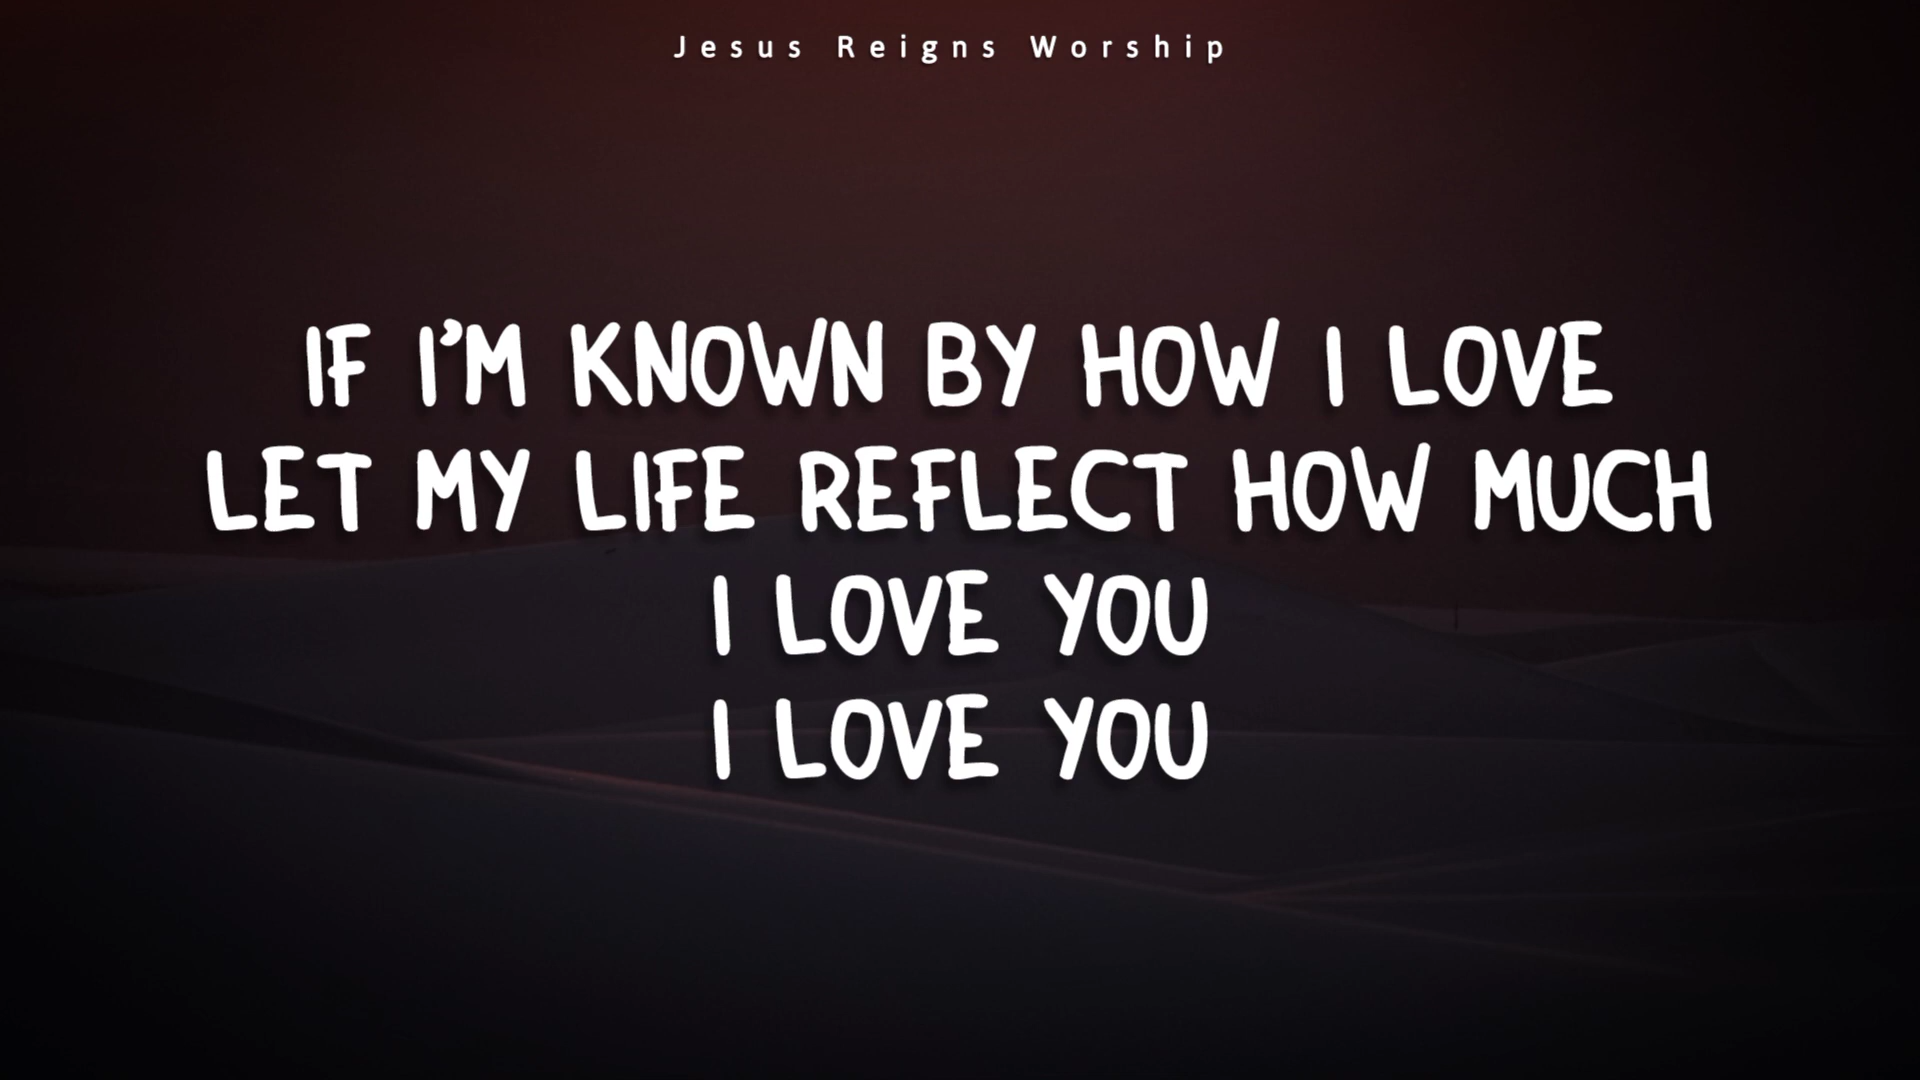 Jesus Reigns Worship
IF I'M KNOWN BY HOW I LOVE
LET MY LIFE REFLECT HOW MUCH
I LOVE YOU
I LOVE YOU